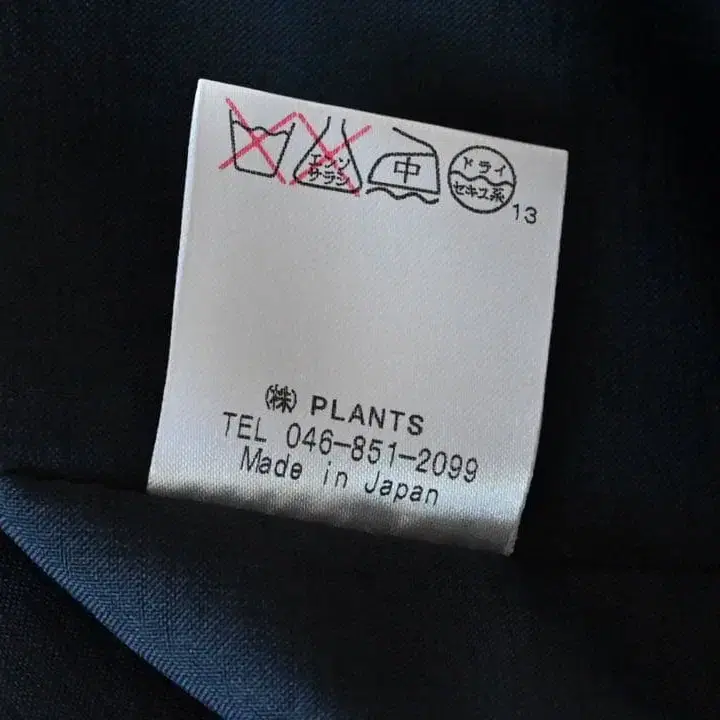 エンソ
サラシ
中
ドライ
セキユ系
13
㈱ PLANTS
TEL 046-851-2099
Made in Japan